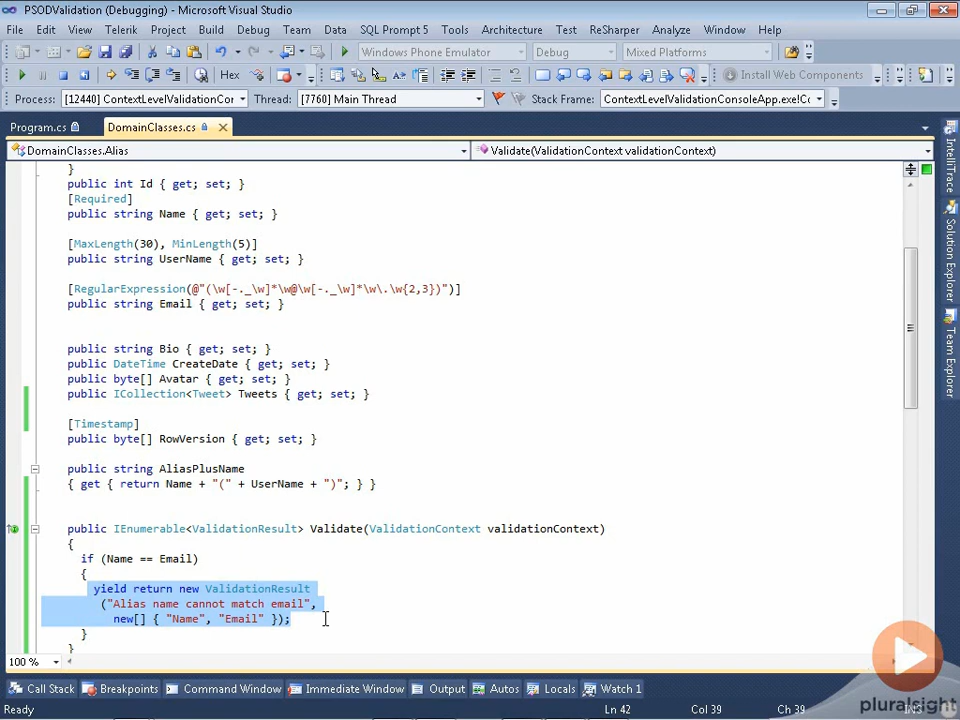 PSODValidation (Debugging) - Microsoft Visual Studio
File Edit View Telerik Project Build Debug Team Data Tools SQL Prompt 5 Architecture Test ReSharper Analyze Window Help
Windows Phone Emulator Debug Mixed Platforms
Hex Install Web Components
Process: [12440] ContextLevelValidationCor Thread: [7760] Main Thread Stack Frame: ContextLevelValidationConsoleApp.exe!Cc
Program.cs DomainClasses.cs
DomainClasses.Alias Validate(ValidationContext validationContext)
}
public int Id { get; set; }
[Required]
public string Name { get; set; }
[MaxLength(30), MinLength(5)]
public string UserName { get; set; }
[RegularExpression(@"(\w[-._\w]*\w@\w[-._\w]*\w\.\w{2,3})")]
public string Email { get; set; }
public string Bio { get; set; }
public DateTime CreateDate { get; set; }
public byte[] Avatar { get; set; }
public ICollection<Tweet> Tweets { get; set; }
[Timestamp]
public byte[] RowVersion { get; set; }
public string AliasPlusName
{ get { return Name + "(" + UserName + ")"; } }
public IEnumerable<ValidationResult> Validate(ValidationContext validationContext)
{
if (Name == Email)
{
yield return new ValidationResult
("Alias name cannot match email",
new[] { "Name", "Email" });
}
}
100 %
IntelliTrace
Solution Explorer
Team Explorer
Call Stack Breakpoints Command Window Immediate Window Output Autos Locals Watch 1
Ready Ln 42 Col 39 Ch 39 INS
pluralsight